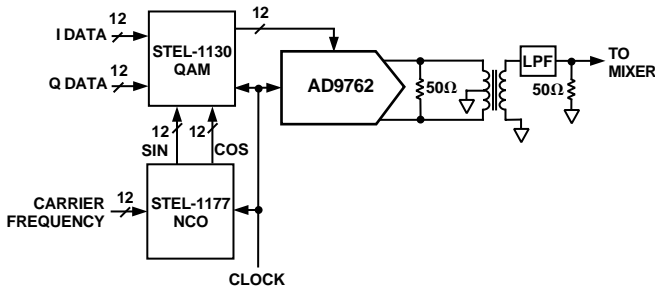 12
I DATA
STEL-1130
QAM
12
Q DATA
12
AD9762
50Ω
LPF
TO
MIXER
50Ω
12
12
SIN
COS
CARRIER
FREQUENCY
12
STEL-1177
NCO
CLOCK